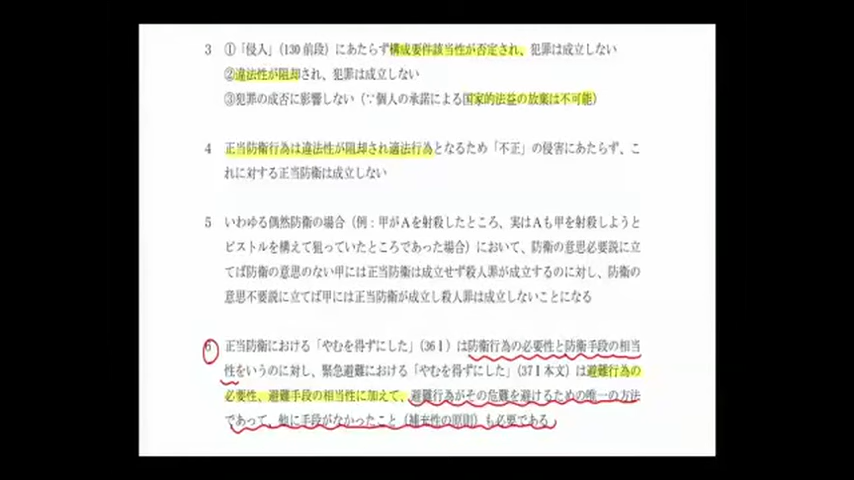 3 ①「侵入」（130前段）にあたらず構成要件該当性が否定され、犯罪は成立しない
②違法性が阻却され、犯罪は成立しない
③犯罪の成否に影響しない（∵個人の承諾による国家的法益の放棄は不可能）
4 正当防衛行為は違法性が阻却され適法行為となるため「不正」の侵害にあたらず、こ
れに対する正当防衛は成立しない
5 いわゆる偶然防衛の場合（例：甲がAを射殺したところ、実はAも甲を射殺しようと
ピストルを構えて狙っていたところであった場合）において、防衛の意思必要説に立
てば防衛の意思のない甲には正当防衛は成立せず殺人罪が成立するのに対し、防衛の
意思不要説に立てば甲には正当防衛が成立し殺人罪は成立しないことになる
6 正当防衛における「やむを得ずにした」（36Ⅰ）は防衛行為の必要性と防衛手段の相当
性をいうのに対し、緊急避難における「やむを得ずにした」（37Ⅰ本文）は避難行為の
必要性、避難手段の相当性に加えて、避難行為がその危難を避けるための唯一の方法
であって、他に手段がなかったこと（補充性の原則）も必要である